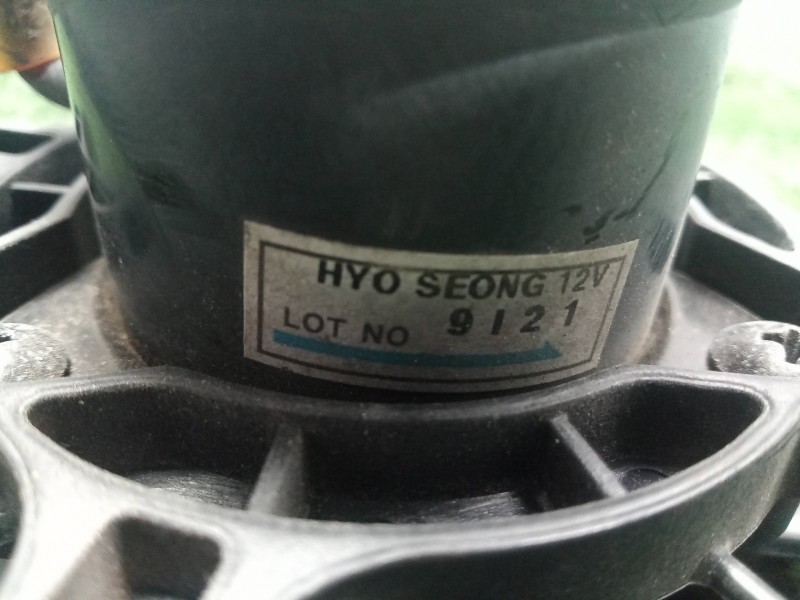 HYO SEONG 12V
LOT NO 9121